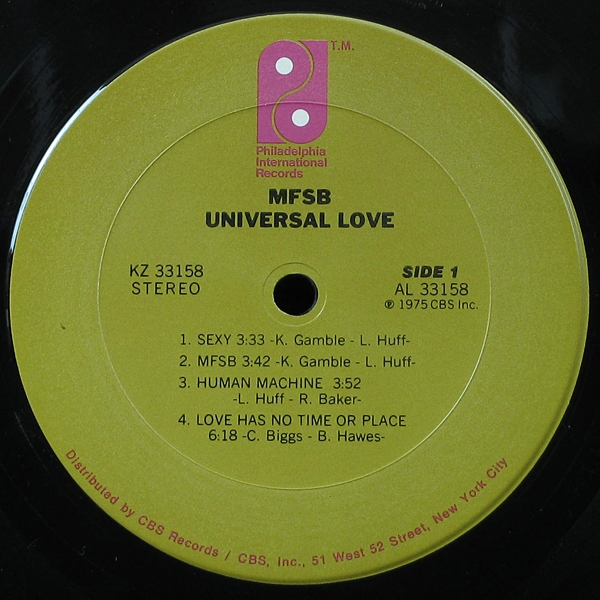 T.M.
Philadelphia
International
Records
MFSB
UNIVERSAL LOVE
KZ 33158
STEREO
SIDE 1
AL 33158
℗ 1975 CBS Inc.
1. SEXY 3:33 -K. Gamble - L. Huff-
2. MFSB 3:42 -K. Gamble - L. Huff-
3. HUMAN MACHINE 3:52
-L. Huff - R. Baker-
4. LOVE HAS NO TIME OR PLACE
6:18 -C. Biggs - B. Hawes-
Distributed by CBS Records / CBS, Inc., 51 West 52 Street, New York City